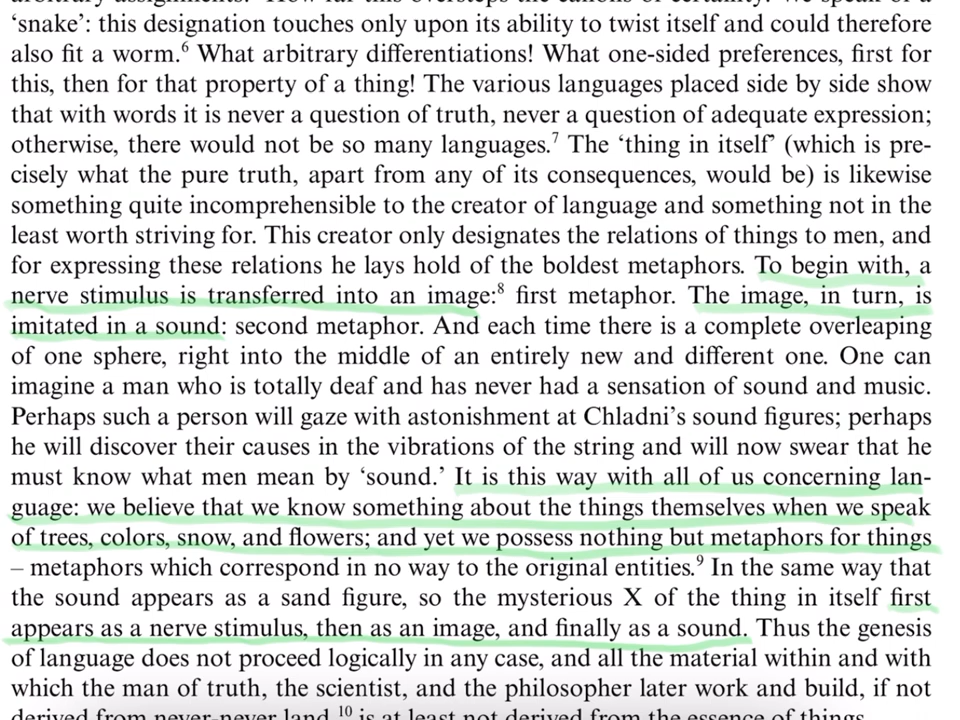 ‘snake’: this designation touches only upon its ability to twist itself and could therefore
also fit a worm.⁶ What arbitrary differentiations! What one-sided preferences, first for
this, then for that property of a thing! The various languages placed side by side show
that with words it is never a question of truth, never a question of adequate expression;
otherwise, there would not be so many languages.⁷ The ‘thing in itself’ (which is pre-
cisely what the pure truth, apart from any of its consequences, would be) is likewise
something quite incomprehensible to the creator of language and something not in the
least worth striving for. This creator only designates the relations of things to men, and
for expressing these relations he lays hold of the boldest metaphors. To begin with, a
nerve stimulus is transferred into an image:⁸ first metaphor. The image, in turn, is
imitated in a sound: second metaphor. And each time there is a complete overleaping
of one sphere, right into the middle of an entirely new and different one. One can
imagine a man who is totally deaf and has never had a sensation of sound and music.
Perhaps such a person will gaze with astonishment at Chladni’s sound figures; perhaps
he will discover their causes in the vibrations of the string and will now swear that he
must know what men mean by ‘sound.’ It is this way with all of us concerning lan-
guage: we believe that we know something about the things themselves when we speak
of trees, colors, snow, and flowers; and yet we possess nothing but metaphors for things
– metaphors which correspond in no way to the original entities.⁹ In the same way that
the sound appears as a sand figure, so the mysterious X of the thing in itself first
appears as a nerve stimulus, then as an image, and finally as a sound. Thus the genesis
of language does not proceed logically in any case, and all the material within and with
which the man of truth, the scientist, and the philosopher later work and build, if not
derived from never-never land,¹⁰ is at least not derived from the essence of things.